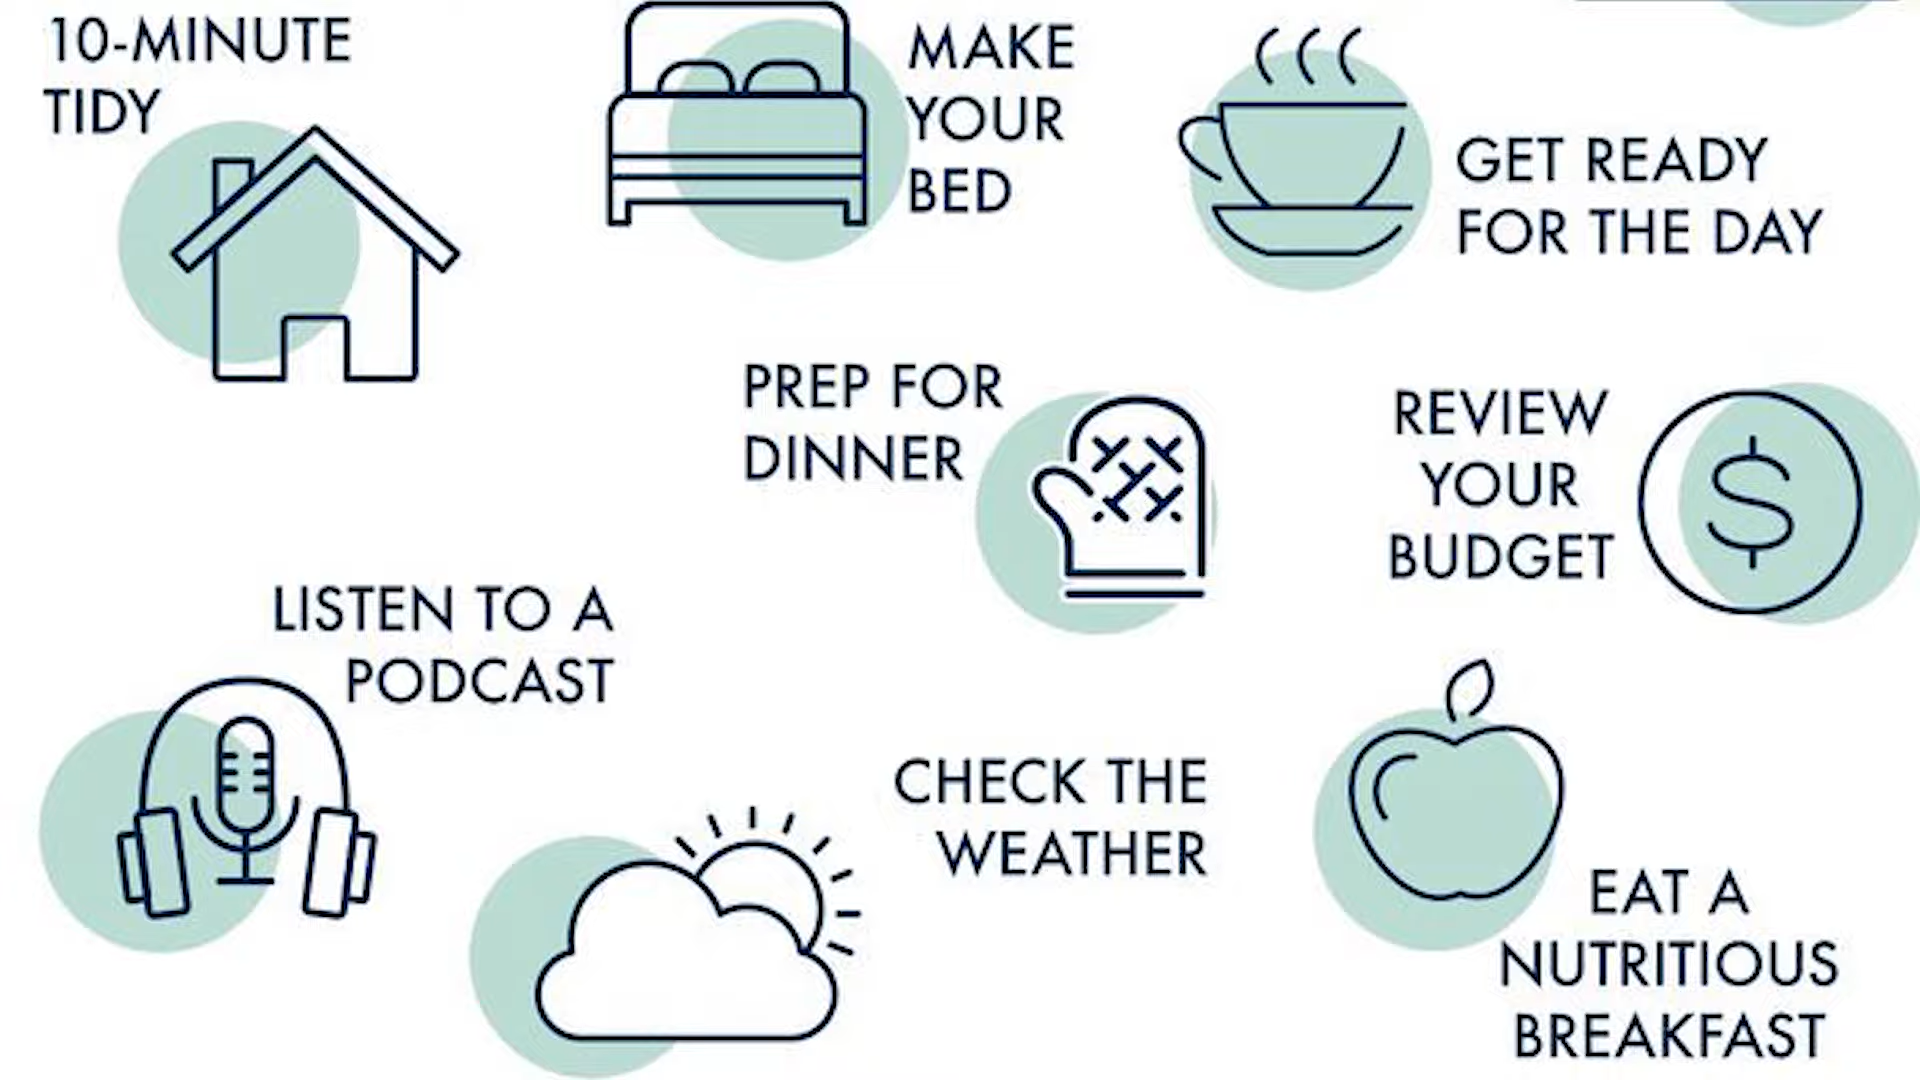 10-MINUTE
TIDY
MAKE
YOUR
BED
GET READY
FOR THE DAY
PREP FOR
DINNER
REVIEW
YOUR
BUDGET
$
LISTEN TO A
PODCAST
CHECK THE
WEATHER
EAT A
NUTRITIOUS
BREAKFAST